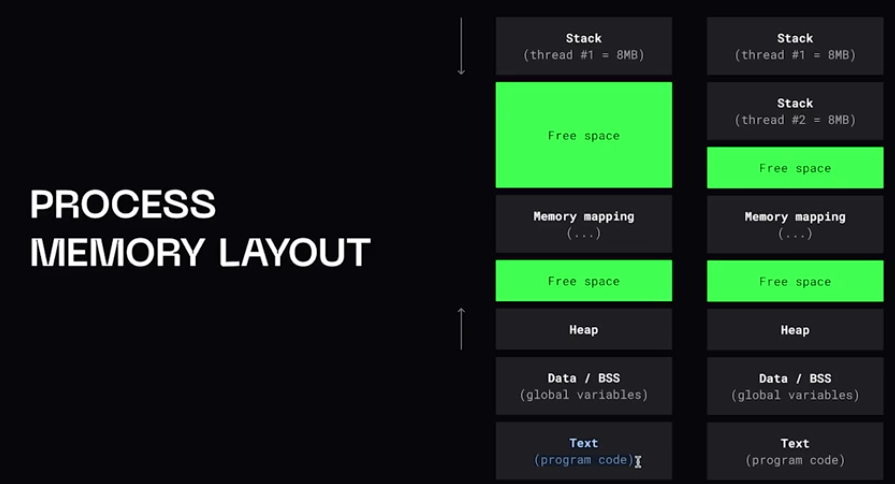 PROCESS
MEMORY LAYOUT
Stack
(thread #1 = 8MB)
Free space
Memory mapping
(...)
Free space
Heap
Data / BSS
(global variables)
Text
(program code)
Stack
(thread #1 = 8MB)
Stack
(thread #2 = 8MB)
Free space
Memory mapping
(...)
Free space
Heap
Data / BSS
(global variables)
Text
(program code)